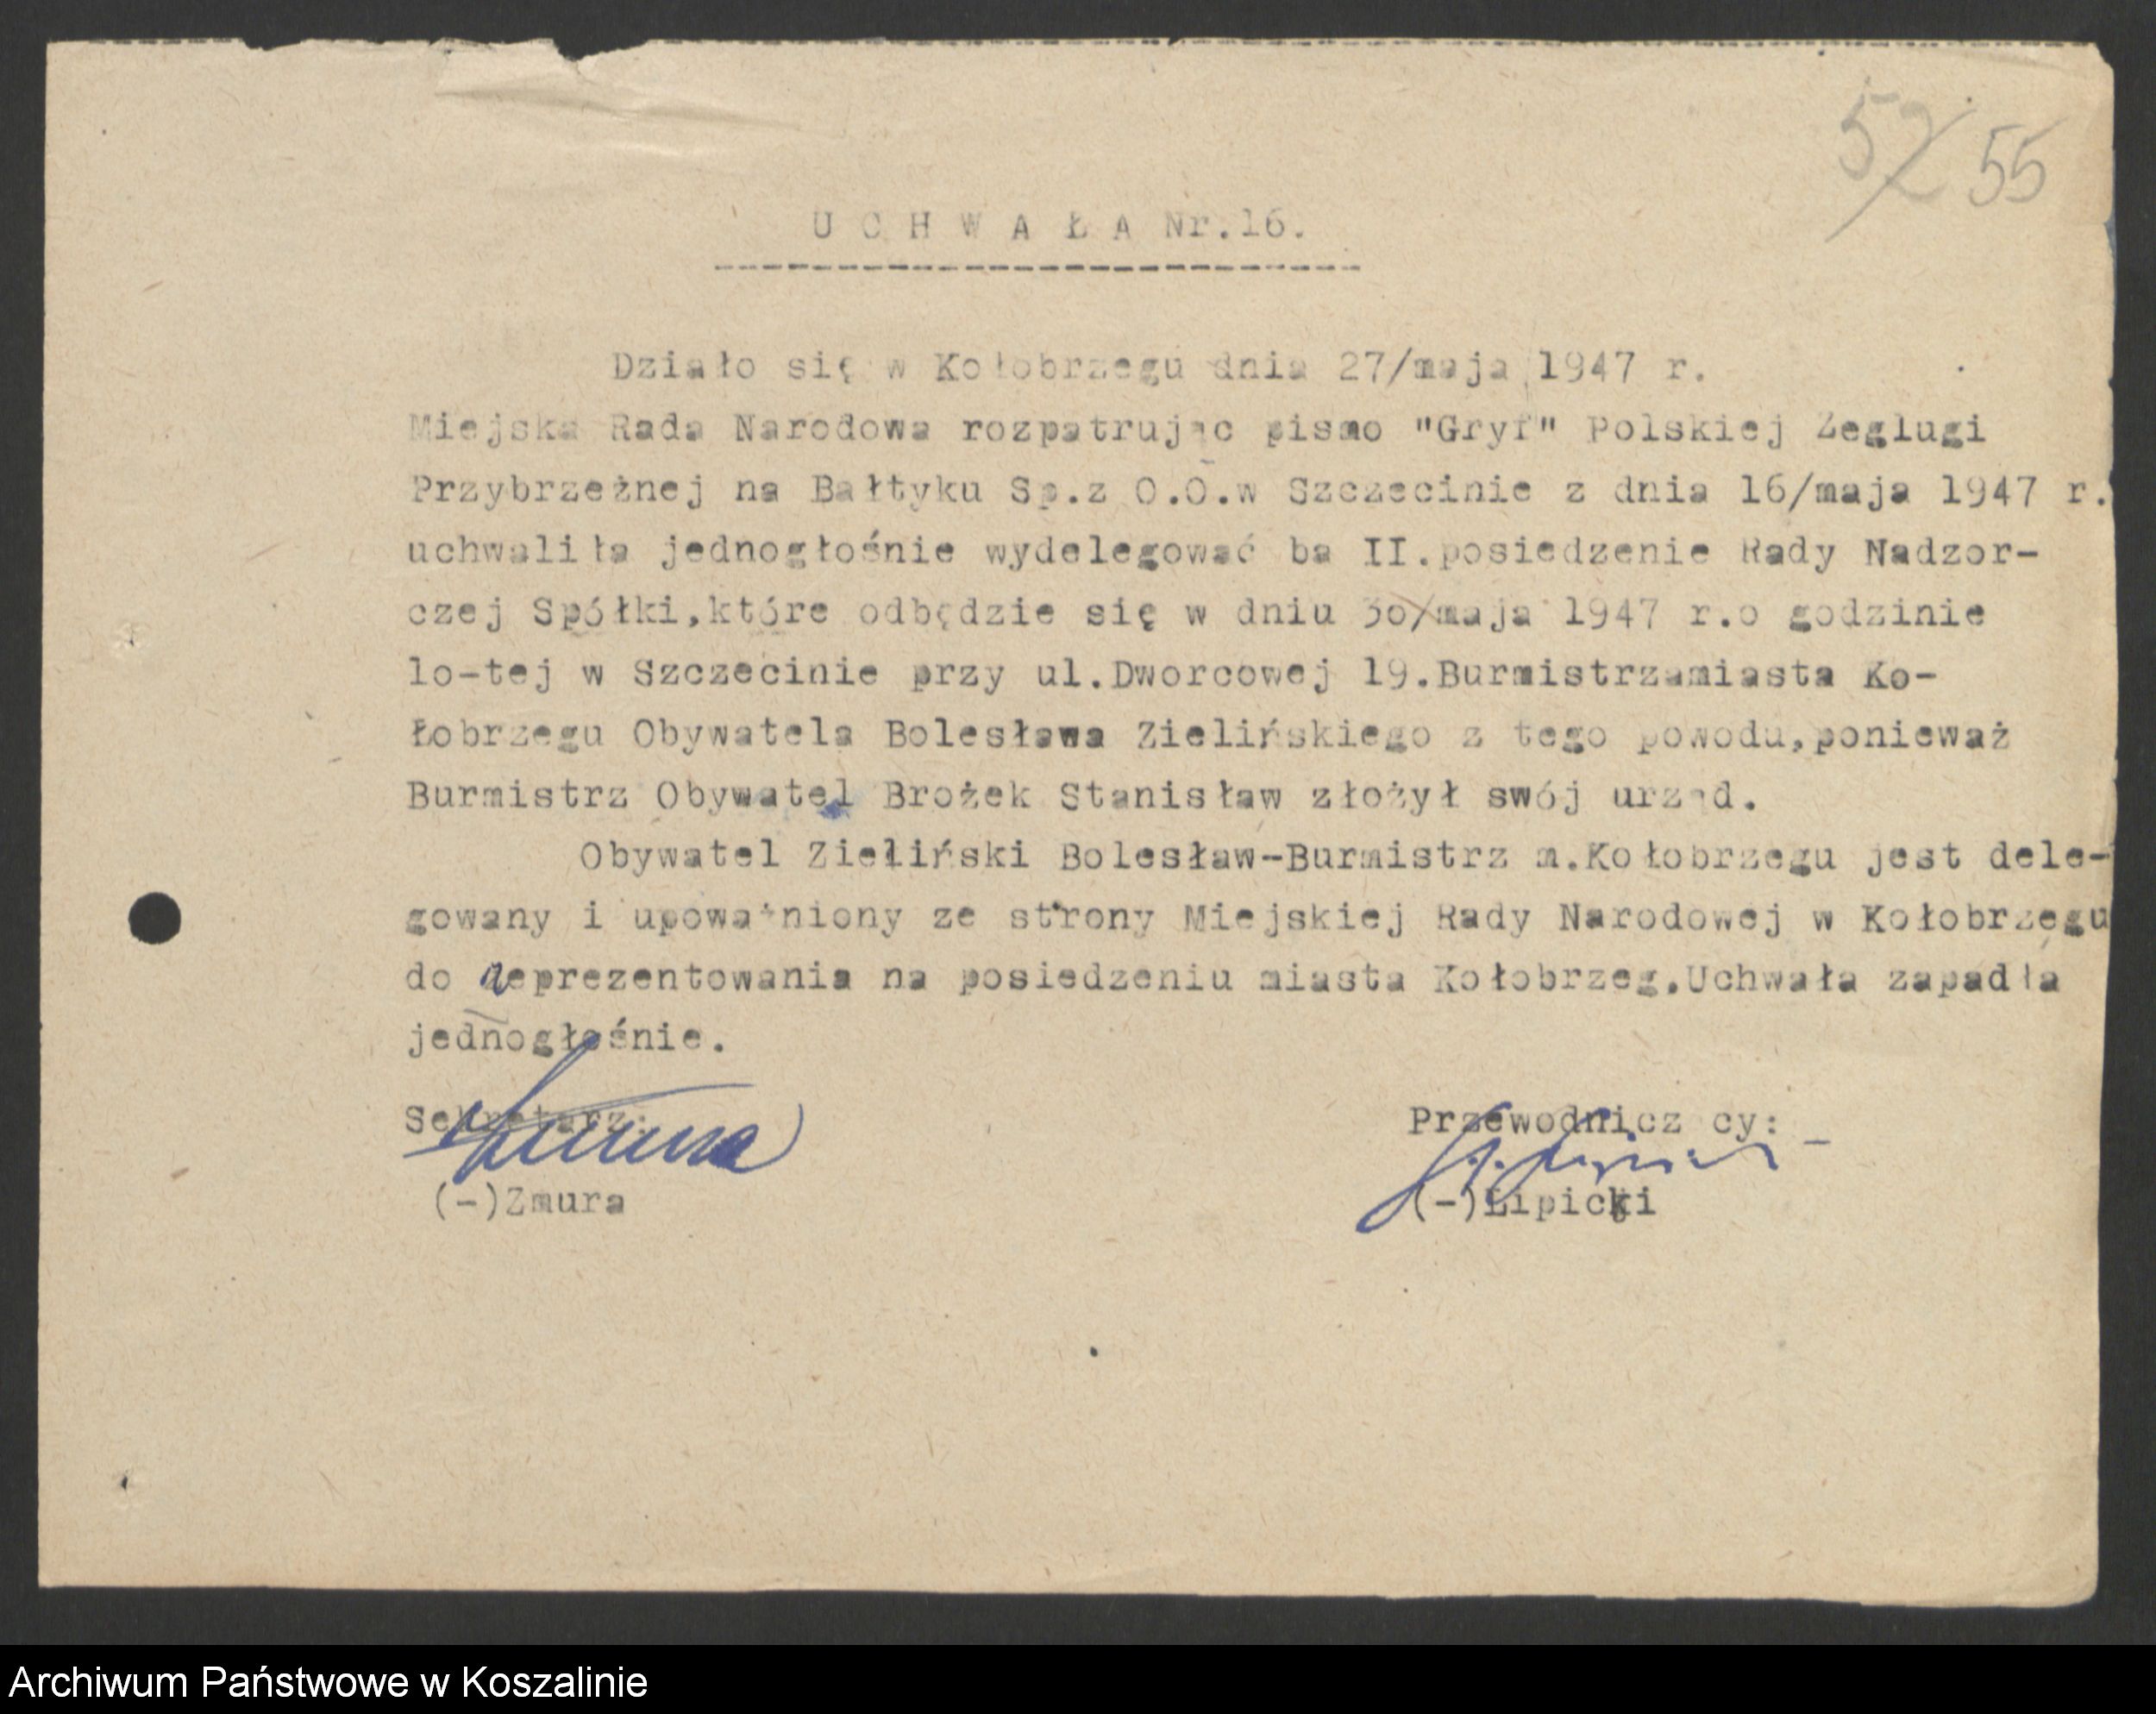 52 55
U C H W A Ł A Nr.16.
Działo się w Kołobrzegu dnia 27/maja 1947 r.
Miejska Rada Narodowa rozpatrując pismo "Gryf" Polskiej Żeglugi
Przybrzeżnej na Bałtyku Sp.z O.O.w Szczecinie z dnia 16/maja 1947 r.
uchwaliła jednogłośnie wydelegować ba II.posiedzenie Rady Nadzor-
czej Spółki,które odbędzie się w dniu 3o/maja 1947 r.o godzinie
lo-tej w Szczecinie przy ul.Dworcowej 19.Burmistrzamiasta Ko-
łobrzegu Obywatela Bolesława Zielińskiego z tego powodu,ponieważ
Burmistrz Obywatel Brożek Stanisław złożył swój urząd.
Obywatel Zieliński Bolesław-Burmistrz m.Kołobrzegu jest dele-
gowany i upoważniony ze strony Miejskiej Rady Narodowej w Kołobrzegu
do reprezentowania na posiedzeniu miasta Kołobrzeg.Uchwała zapadła
jednogłośnie.
Sekretarz: Przewodnicz cy:
(-)Zmura (-)Łipicki
Archiwum Państwowe w Koszalinie